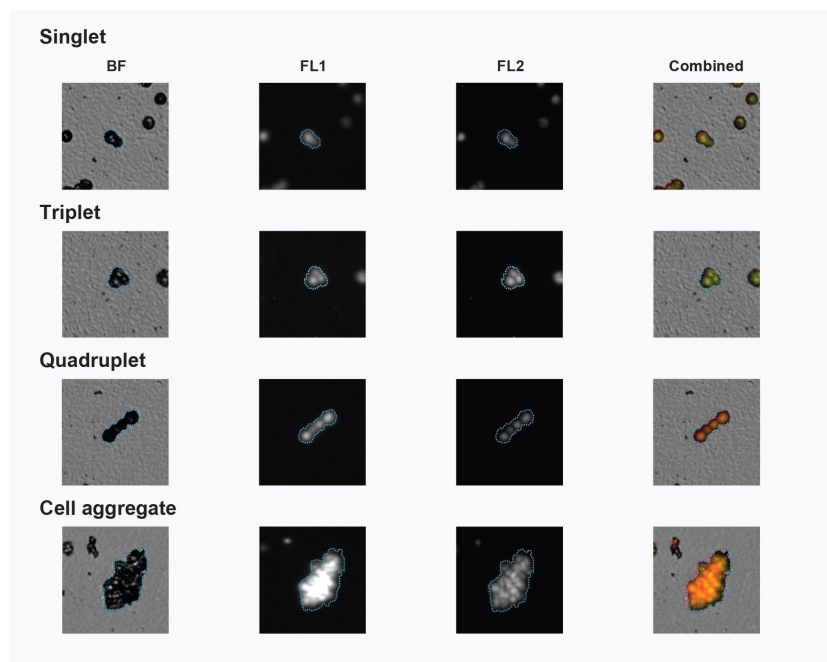 Singlet
BF FL1 FL2 Combined
Triplet
Quadruplet
Cell aggregate